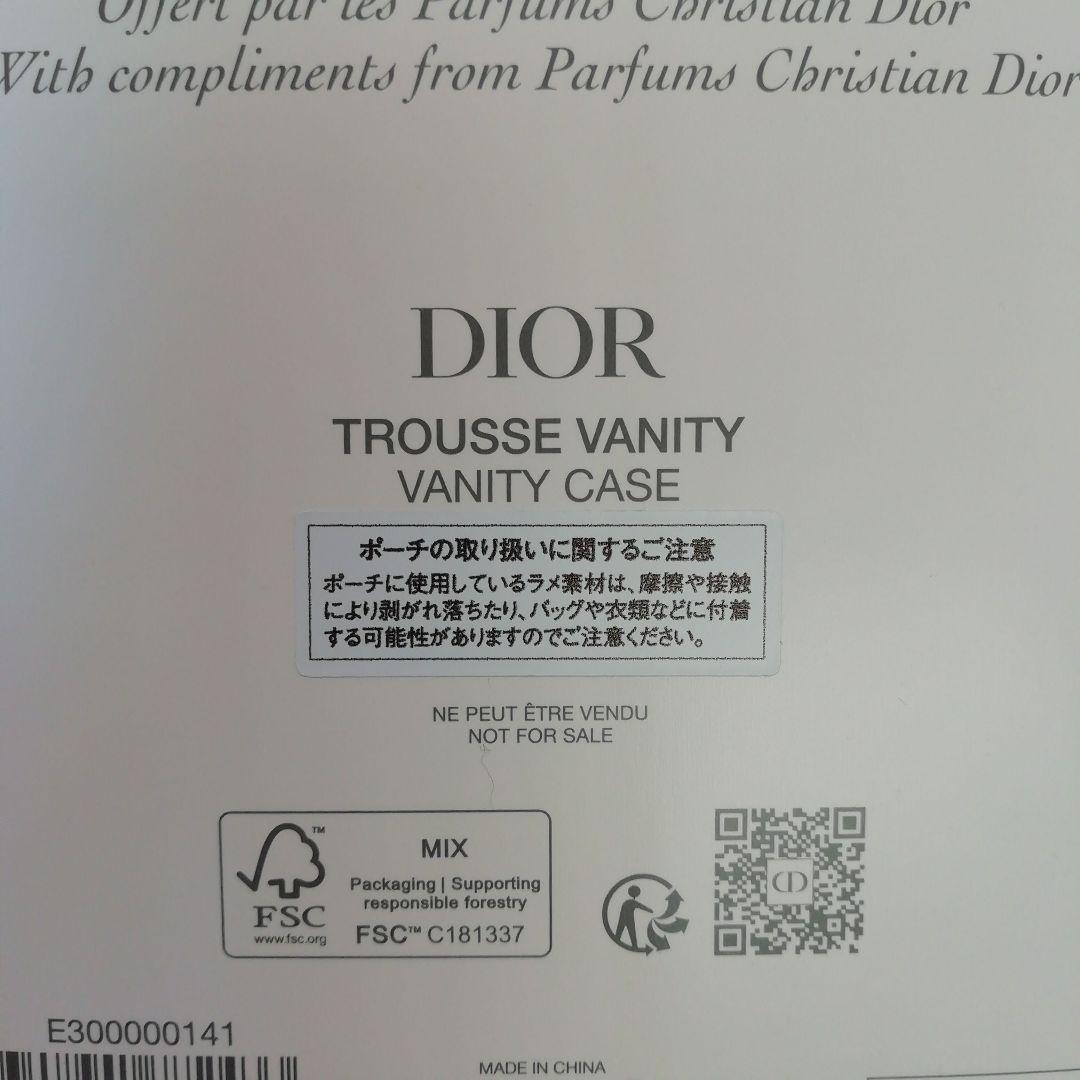 Offert par les Parfums Christian Dior
With compliments from Parfums Christian Dior
DIOR
TROUSSE VANITY
VANITY CASE
ポーチの取り扱いに関するご注意
ポーチに使用しているラメ素材は、摩擦や接触
により剥がれ落ちたり、バッグや衣類などに付着
する可能性がありますのでご注意ください。
NE PEUT ÊTRE VENDU
NOT FOR SALE
FSC
www.fsc.org
MIX
Packaging | Supporting
responsible forestry
FSC™ C181337
CD
E300000141
MADE IN CHINA